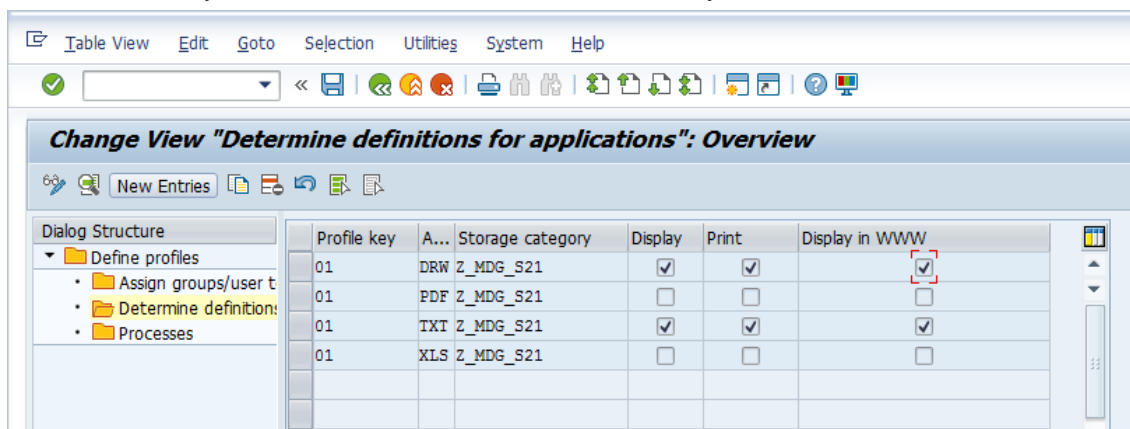 Table View Edit Goto Selection Utilities System Help
Change View "Determine definitions for applications": Overview
New Entries
Dialog Structure
Define profiles
Assign groups/user t
Determine definitions
Processes
Profile key A... Storage category Display Print Display in WWW
01 DRW Z_MDG_S21
01 PDF Z_MDG_S21
01 TXT Z_MDG_S21
01 XLS Z_MDG_S21